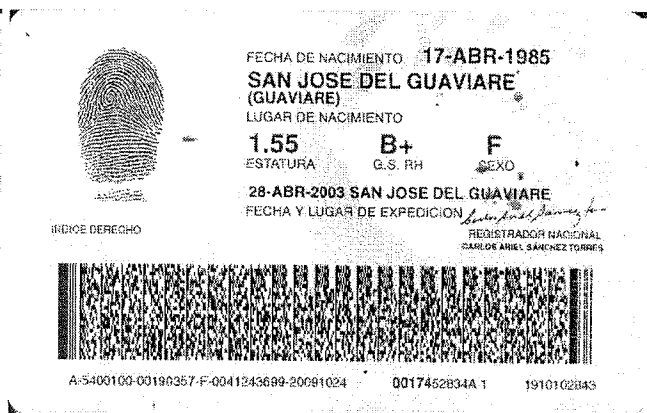 FECHA DE NACIMIENTO 17-ABR-1985
SAN JOSE DEL GUAVIARE
(GUAVIARE)
LUGAR DE NACIMIENTO
1.55 B+ F
ESTATURA G.S. RH SEXO
28-ABR-2003 SAN JOSE DEL GUAVIARE
FECHA Y LUGAR DE EXPEDICION
INDICE DERECHO
REGISTRADOR NACIONAL
CARLOS ARIEL SÁNCHEZ TORRES
A-5400100-00190357-F-0041243699-20091024 0017452834A 1 1910102843